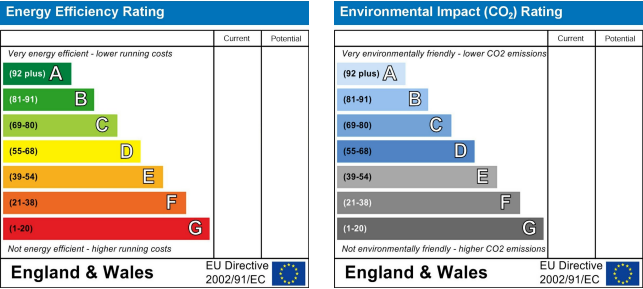 Energy Efficiency Rating
Current Potential
Very energy efficient - lower running costs
(92 plus) A
(81-91) B
(69-80) C
(55-68) D
(39-54) E
(21-38) F
(1-20) G
Not energy efficient - higher running costs
England & Wales
EU Directive
2002/91/EC
Environmental Impact (CO₂) Rating
Current Potential
Very environmentally friendly - lower CO2 emissions
(92 plus) A
(81-91) B
(69-80) C
(55-68) D
(39-54) E
(21-38) F
(1-20) G
Not environmentally friendly - higher CO2 emissions
England & Wales
EU Directive
2002/91/EC